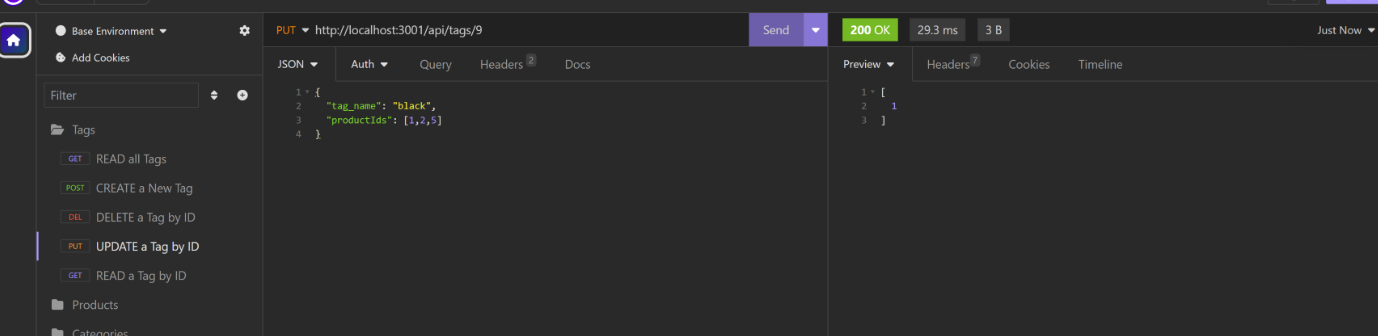 Base Environment
Add Cookies
Filter
Tags
GET READ all Tags
POST CREATE a New Tag
DEL DELETE a Tag by ID
PUT UPDATE a Tag by ID
GET READ a Tag by ID
Products
Categories
PUT http://localhost:3001/api/tags/9 Send
JSON Auth Query Headers 2 Docs
1 {
2 "tag_name": "black",
3 "productIds": [1,2,5]
4 }
200 OK 29.3 ms 3 B Just Now
Preview Headers 7 Cookies Timeline
1 [
2 1
3 ]